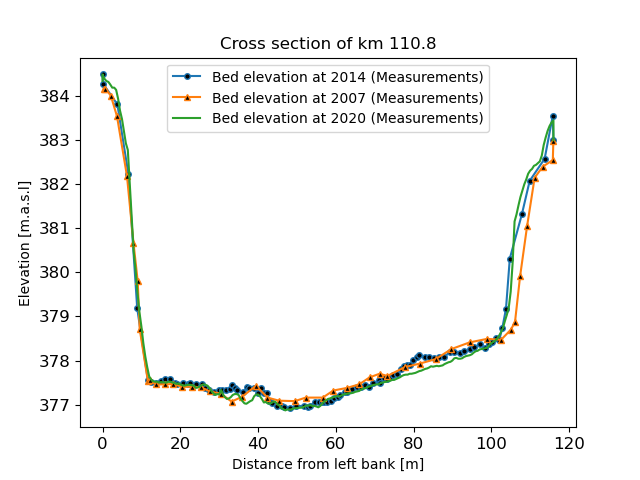 Cross section of km 110.8
Bed elevation at 2014 (Measurements)
Bed elevation at 2007 (Measurements)
Bed elevation at 2020 (Measurements)
Elevation [m.a.s.l]
384
383
382
381
380
379
378
377
0 20 40 60 80 100 120
Distance from left bank [m]